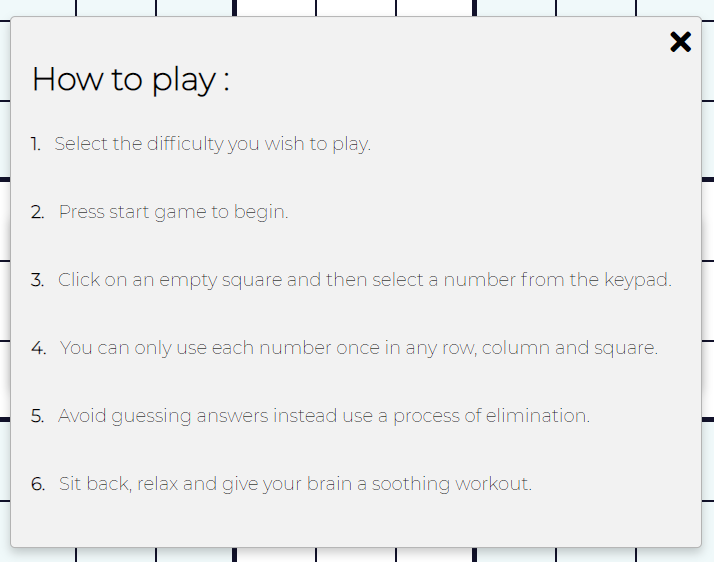 How to play :
1. Select the difficulty you wish to play.
2. Press start game to begin.
3. Click on an empty square and then select a number from the keypad.
4. You can only use each number once in any row, column and square.
5. Avoid guessing answers instead use a process of elimination.
6. Sit back, relax and give your brain a soothing workout.